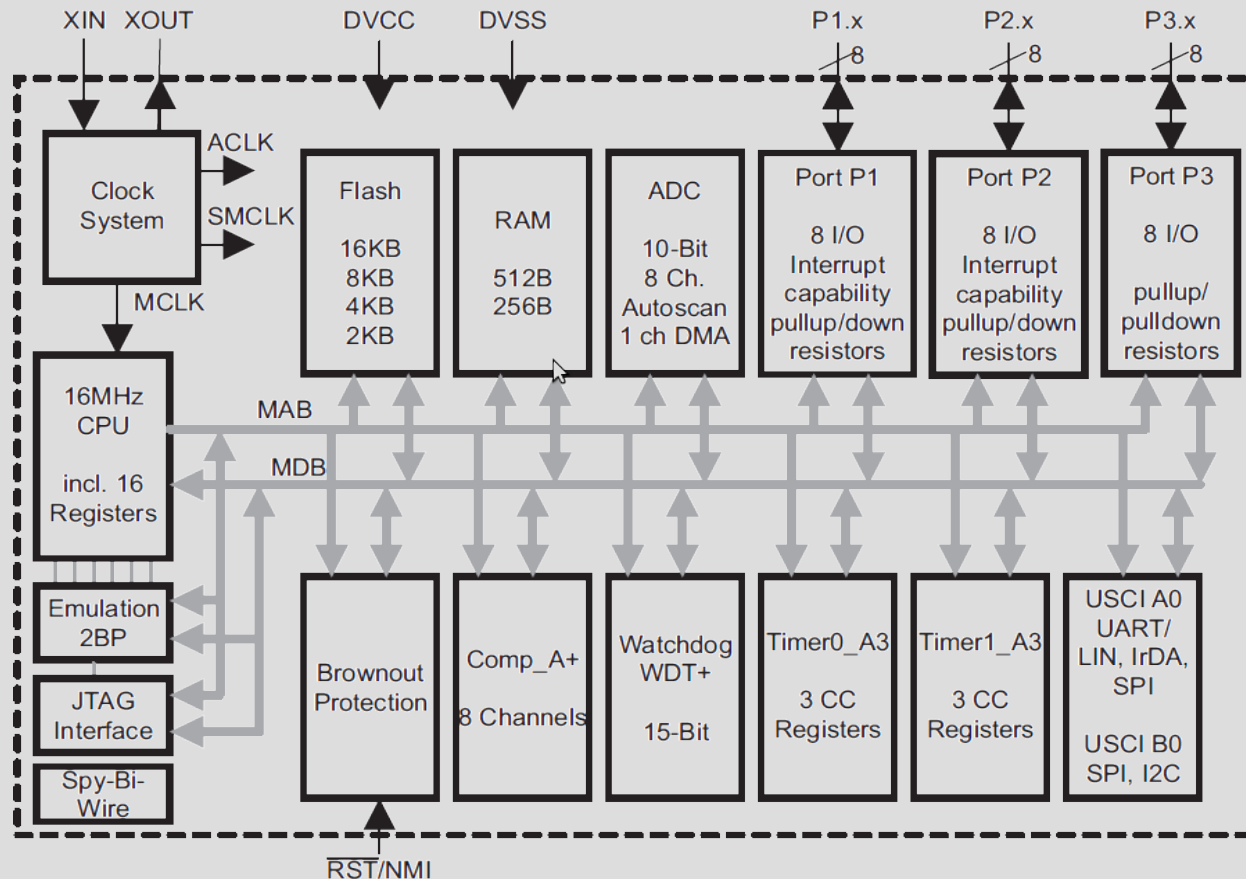 XIN XOUT DVCC DVSS P1.x P2.x P3.x
8 8 8
Clock
System
ACLK
SMCLK
MCLK
Flash
16KB
8KB
4KB
2KB
RAM
512B
256B
ADC
10-Bit
8 Ch.
Autoscan
1 ch DMA
Port P1
8 I/O
Interrupt
capability
pullup/down
resistors
Port P2
8 I/O
Interrupt
capability
pullup/down
resistors
Port P3
8 I/O
pullup/
pulldown
resistors
16MHz
CPU
incl. 16
Registers
MAB
MDB
Emulation
2BP
JTAG
Interface
Spy-Bi-
Wire
Brownout
Protection
Comp_A+
8 Channels
Watchdog
WDT+
15-Bit
Timer0_A3
3 CC
Registers
Timer1_A3
3 CC
Registers
USCI A0
UART/
LIN, IrDA,
SPI
USCI B0
SPI, I2C
RST/NMI